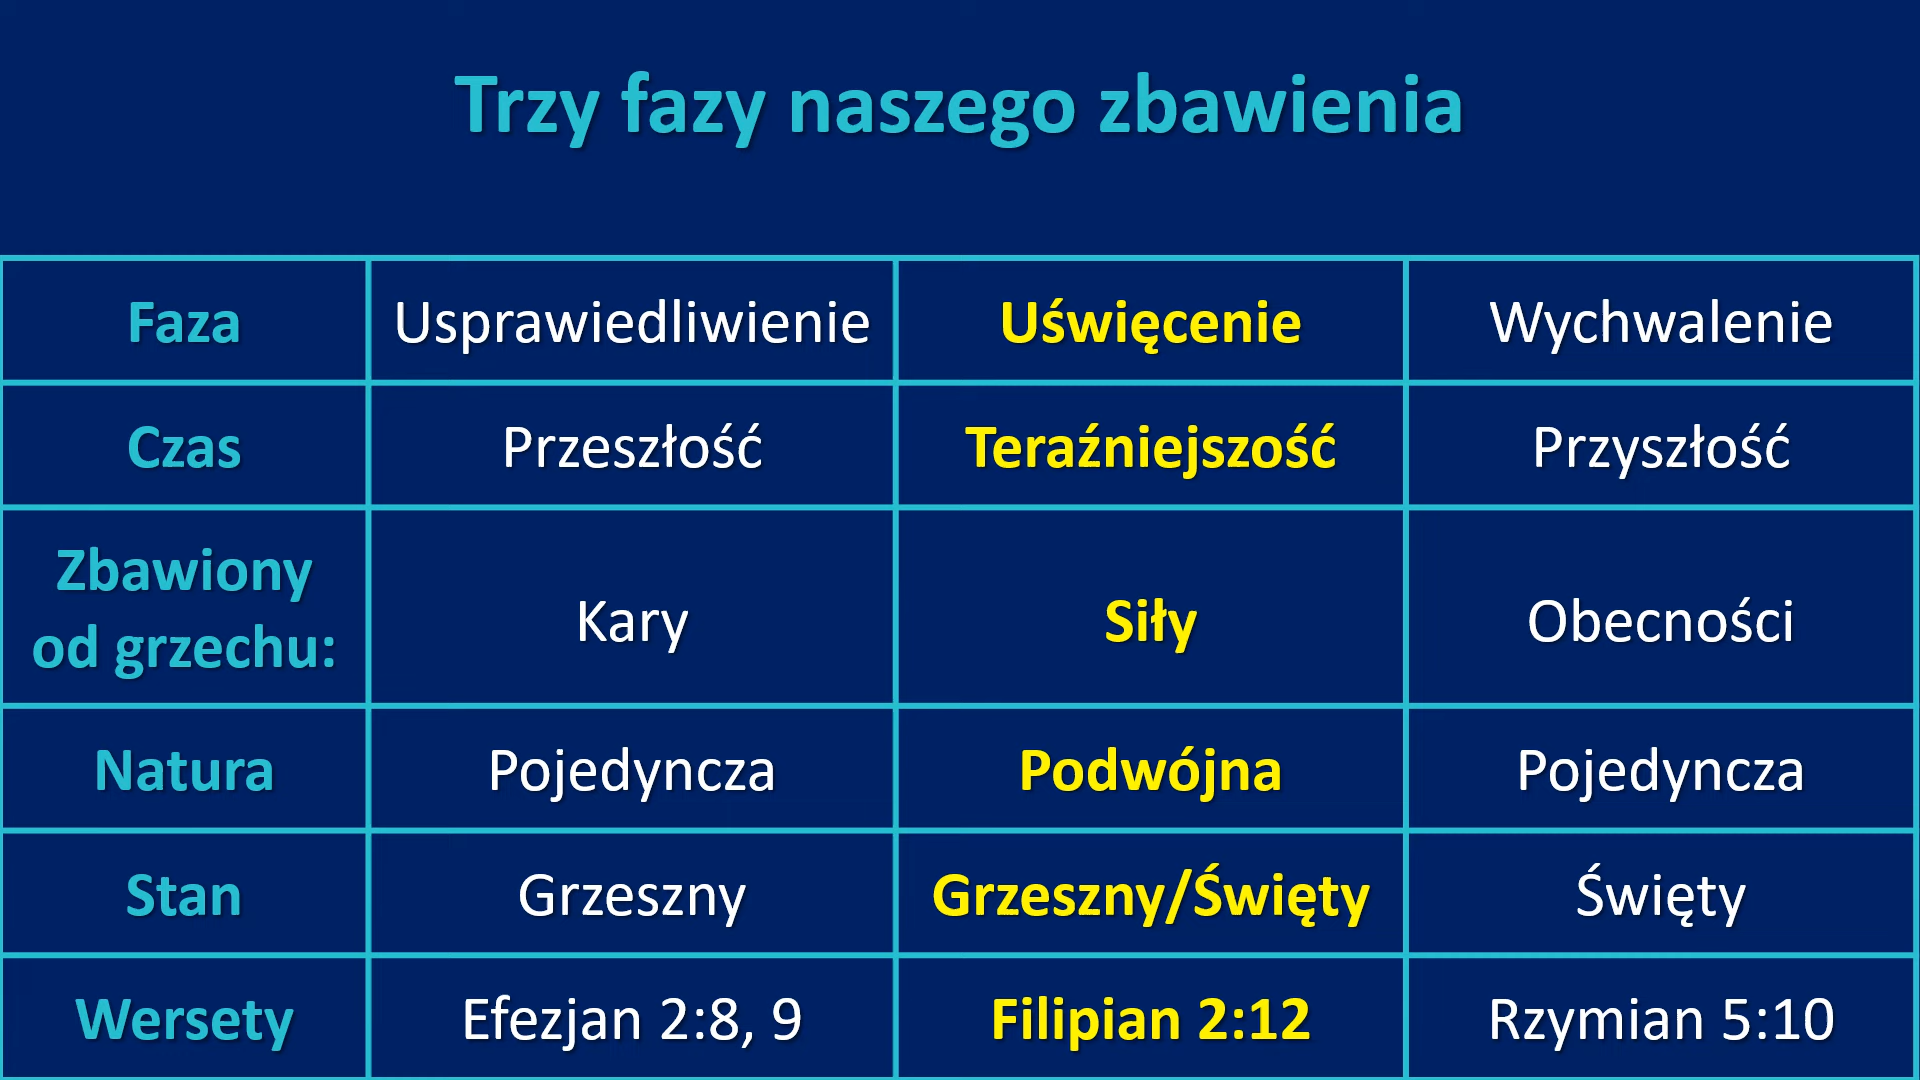 Trzy fazy naszego zbawienia
Faza Usprawiedliwienie Uświęcenie Wychwalenie
Czas Przeszłość Teraźniejszość Przyszłość
Zbawiony
od grzechu: Kary Siły Obecności
Natura Pojedyncza Podwójna Pojedyncza
Stan Grzeszny Grzeszny/Święty Święty
Wersety Efezjan 2:8, 9 Filipian 2:12 Rzymian 5:10